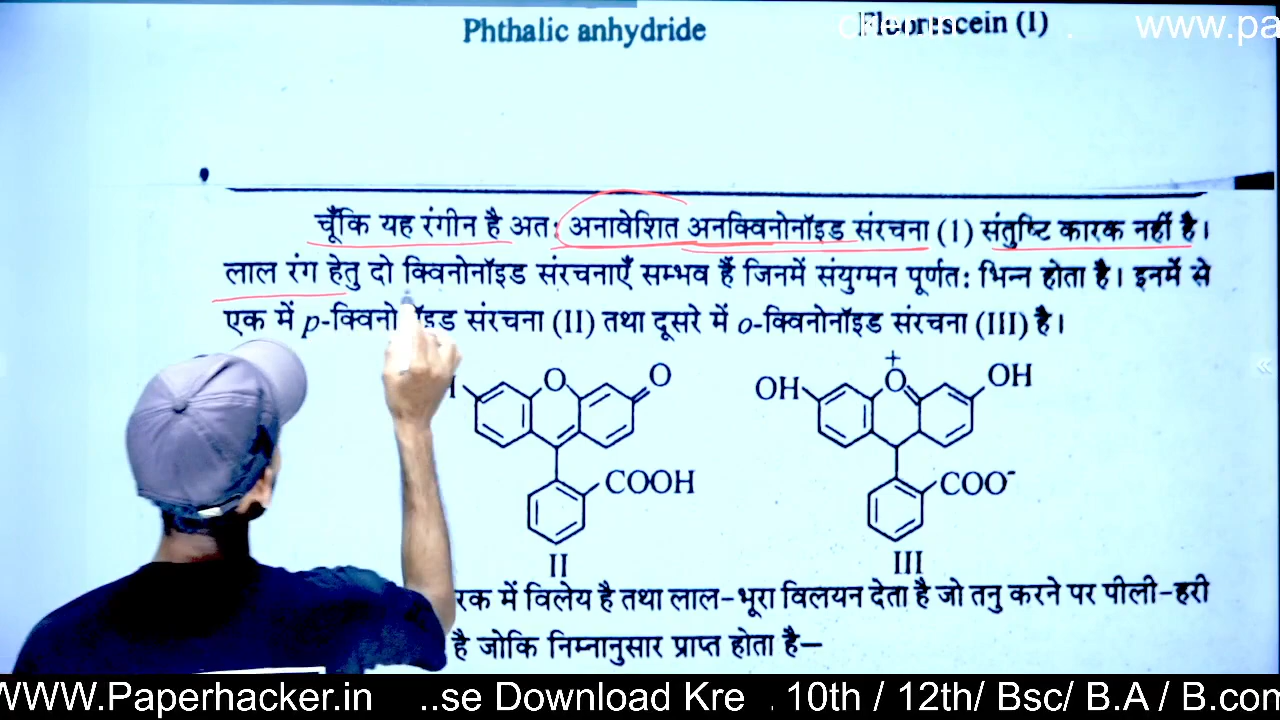 Phthalic anhydride
Fluorescein (I)
www.pa
चूँकि यह रंगीन है अत: अनावेशित अनक्विनोनॉइड संरचना (I) संतुष्टि कारक नहीं है।
लाल रंग हेतु दो क्विनोनॉइड संरचनाएँ सम्भव हैं जिनमें संयुग्मन पूर्णत: भिन्न होता है। इनमें से
एक में p-क्विनोनॉइड संरचना (II) तथा दूसरे में o-क्विनोनॉइड संरचना (III) है।
O
O
COOH
II
OH
+
O
OH
COO-
III
में विलेय है तथा लाल-भूरा विलयन देता है जो तनु करने पर पीली-हरी
है जोकि निम्नानुसार प्राप्त होता है—
WWW.Paperhacker.in ..se Download Kre . 10th / 12th/ Bsc/ B.A / B.com